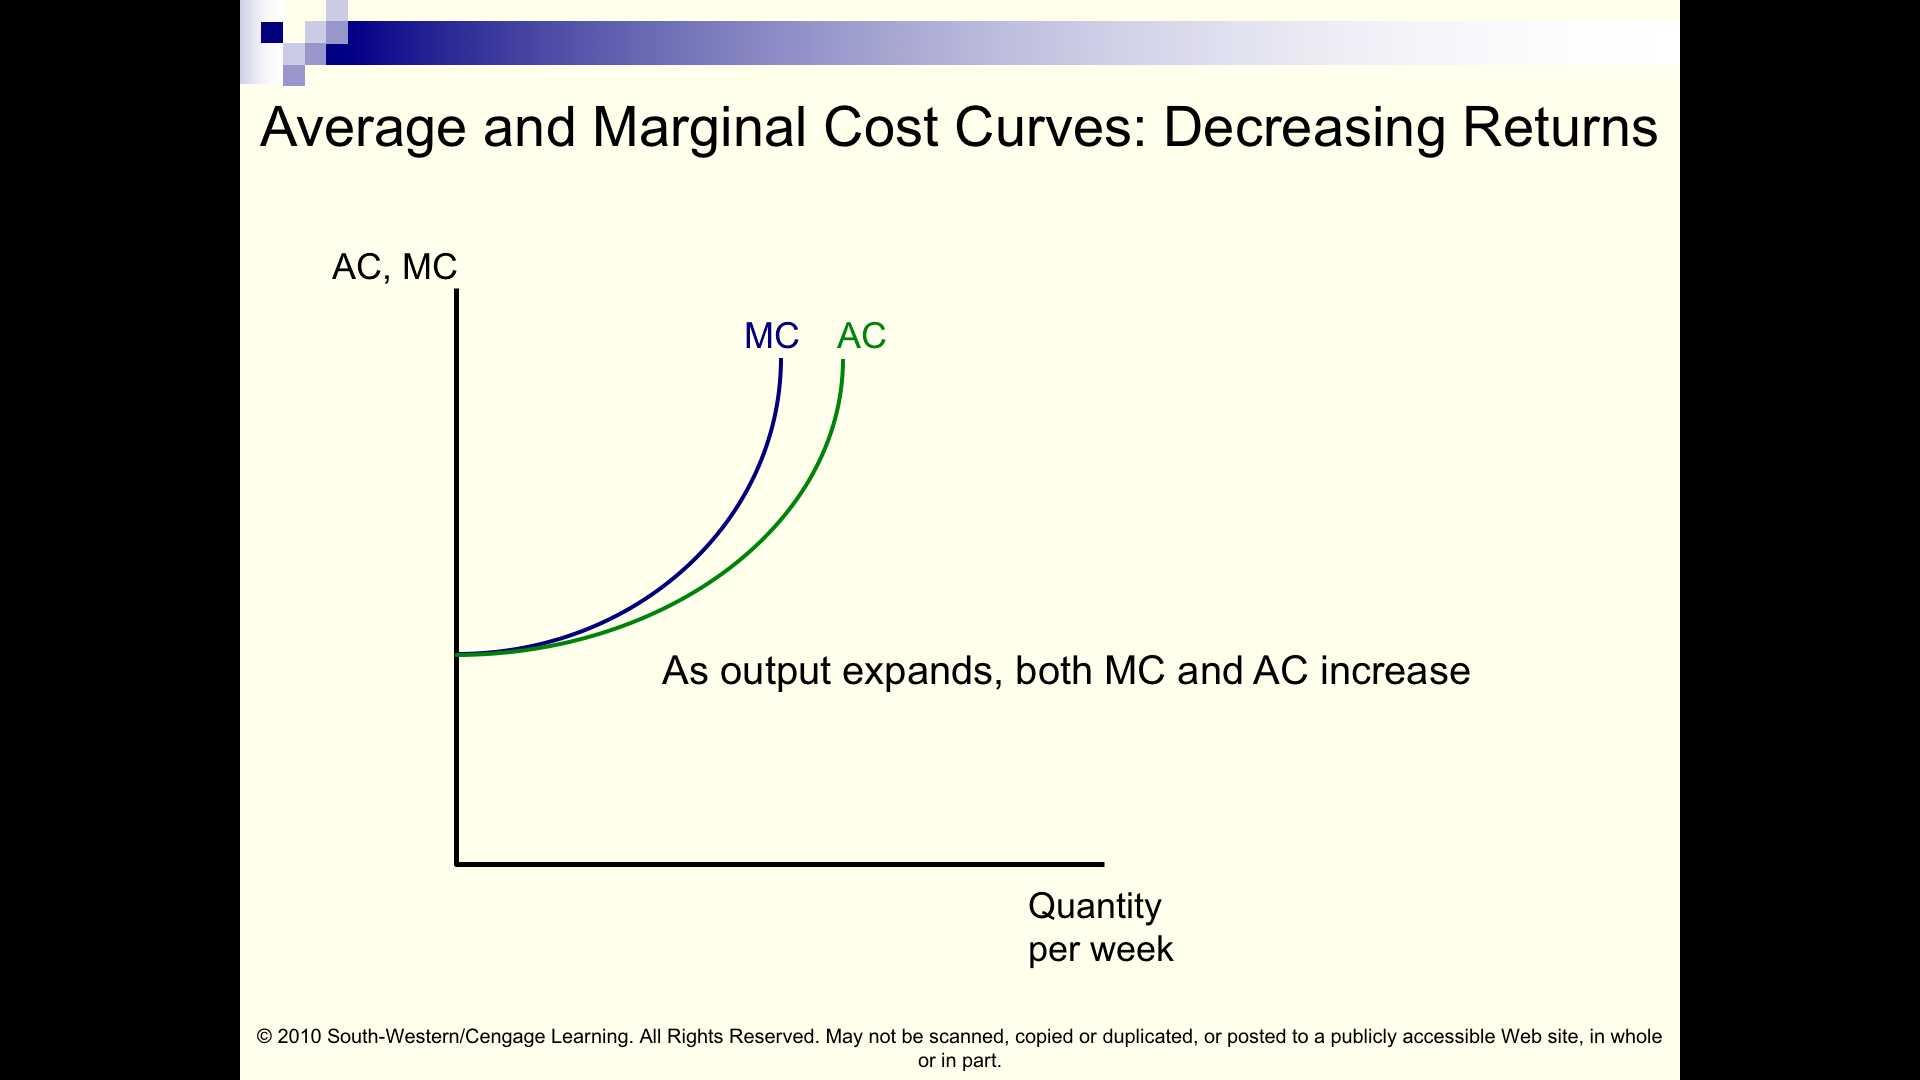 Average and Marginal Cost Curves: Decreasing Returns
AC, MC
MC AC
As output expands, both MC and AC increase
Quantity
per week
© 2010 South-Western/Cengage Learning. All Rights Reserved. May not be scanned, copied or duplicated, or posted to a publicly accessible Web site, in whole
or in part.